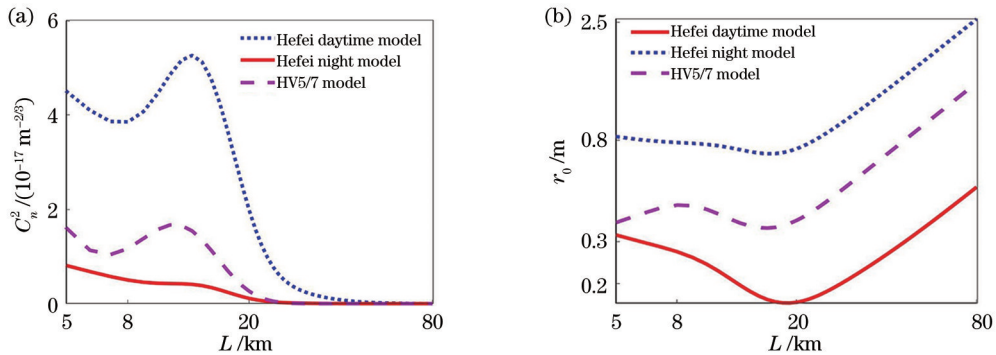 (a)
6
4
2
0
C_n^2 /(10^{-17} m^{-2/3})
Hefei daytime model
Hefei night model
HV5/7 model
5 8 20 80
L /km
(b)
2.5
0.8
0.3
0.2
r_0 /m
Hefei daytime model
Hefei night model
HV5/7 model
5 8 20 80
L /km